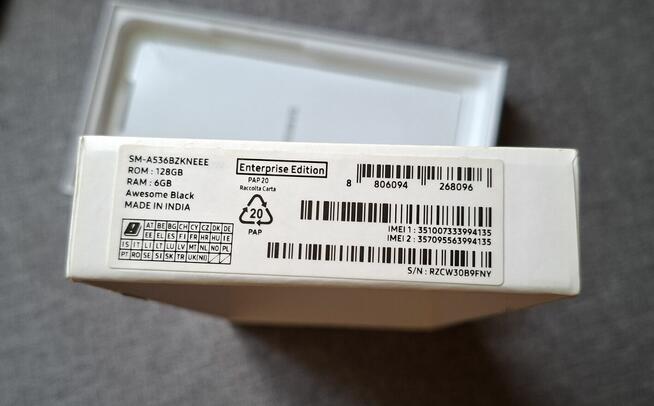 SM-A536BZKNEEE
ROM : 128GB
RAM : 6GB
Awesome Black
MADE IN INDIA
AT BE BG CH CY CZ DK DE
EE EL ES FI FR HR HU IE
IS IT LI LT LU LV MT NL NO PL
PT RO SE SI SK TR UK(NI)
Enterprise Edition
PAP 20
Raccolta Carta
20
PAP
8 806094 268096
IMEI 1 : 351007333994135
IMEI 2 : 357095563994135
S/N : RZCW30B9FNY